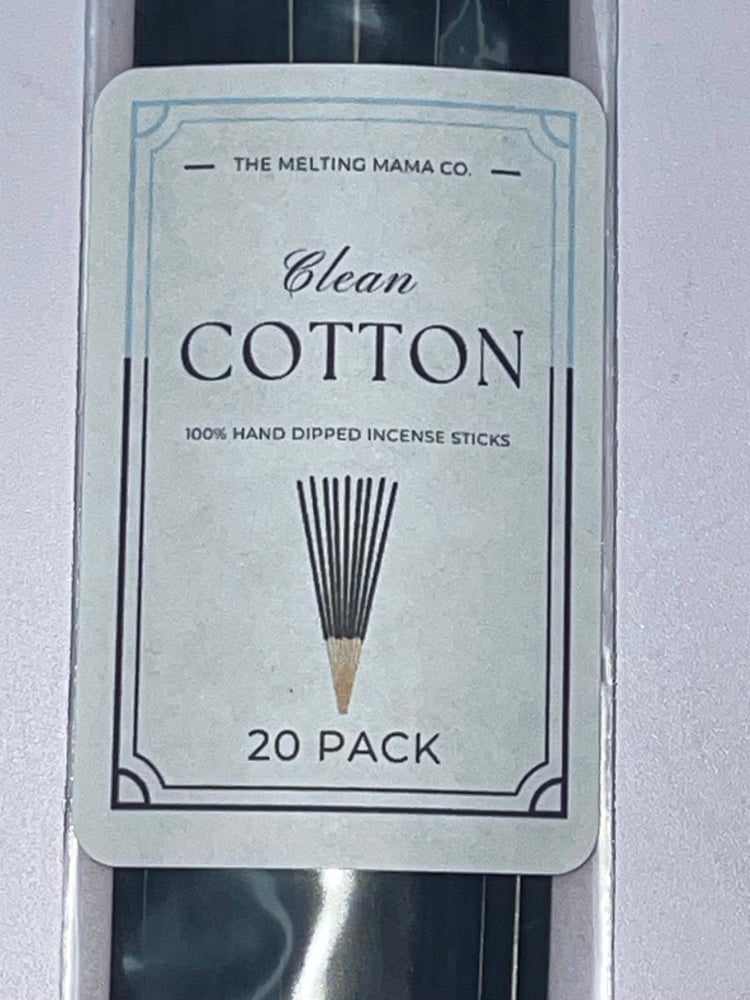 THE MELTING MAMA CO.
Clean
COTTON
100% HAND DIPPED INCENSE STICKS
20 PACK